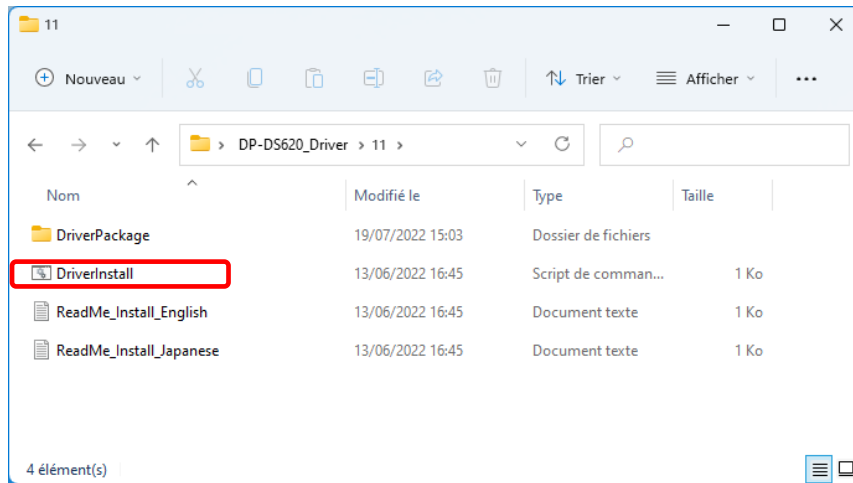 11
Nouveau
Trier
Afficher
DP-DS620_Driver > 11 >
Nom Modifié le Type Taille
DriverPackage 19/07/2022 15:03 Dossier de fichiers
DriverInstall 13/06/2022 16:45 Script de comman... 1 Ko
ReadMe_Install_English 13/06/2022 16:45 Document texte 1 Ko
ReadMe_Install_Japanese 13/06/2022 16:45 Document texte 1 Ko
4 élément(s)